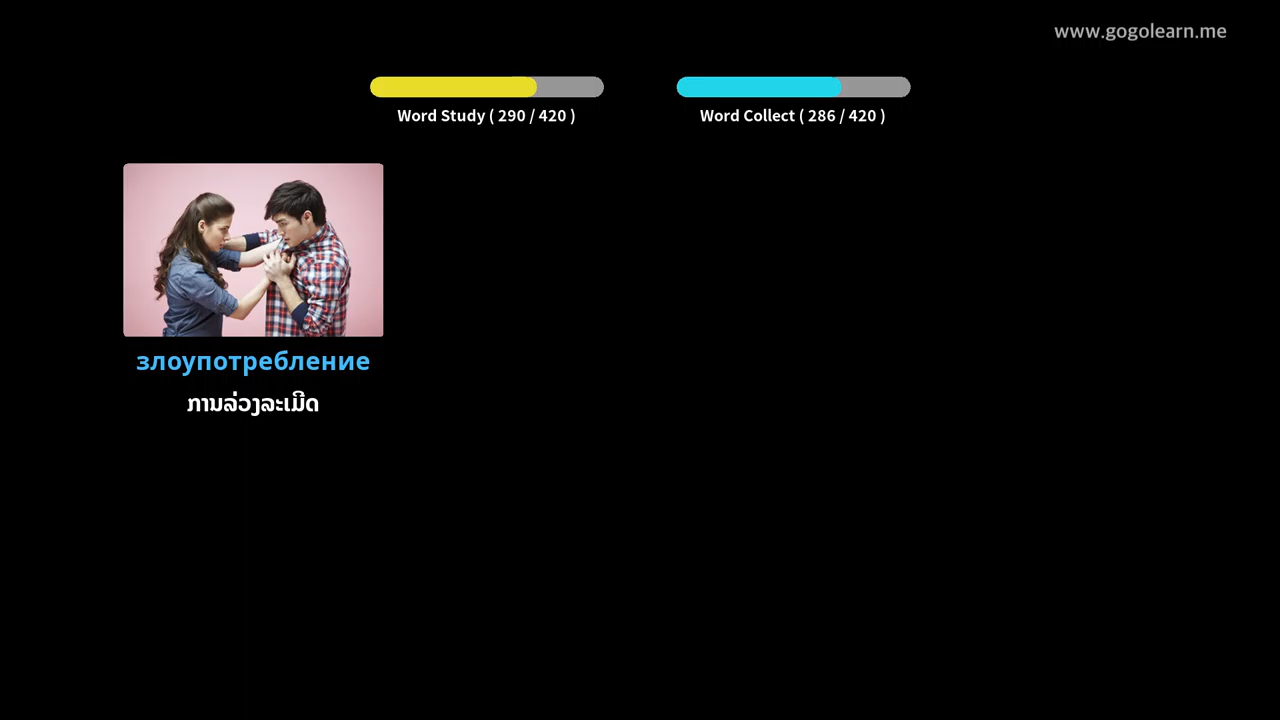 www.gogolearn.me
Word Study ( 290 / 420 )
Word Collect ( 286 / 420 )
злоупотребление
ການລ່ວງລະເມີດ